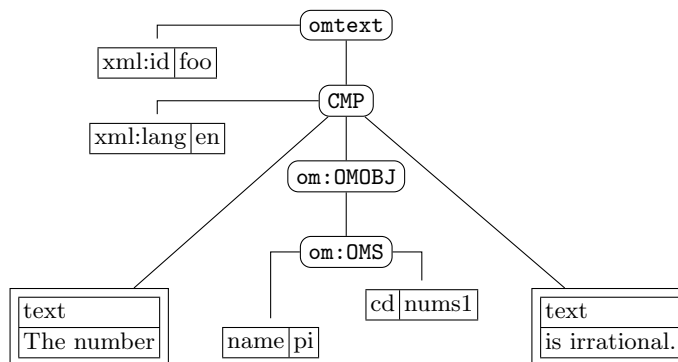 omtext
xml:id foo
CMP
xml:lang en
om:OMOBJ
om:OMS
text
The number
name pi
cd nums1
text
is irrational.